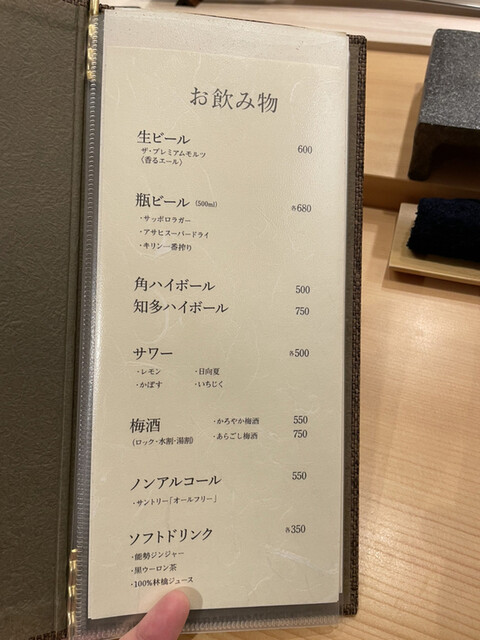 お飲み物
生ビール 600
ザ・プレミアムモルツ
〈香るエール〉
瓶ビール (500ml) 各680
・サッポロラガー
・アサヒスーパードライ
・キリン一番搾り
角ハイボール 500
知多ハイボール 750
サワー 各500
・レモン ・日向夏
・かぼす ・いちじく
梅酒 ・かろやか梅酒 550
(ロック・水割・湯割) ・あらごし梅酒 750
ノンアルコール 550
・サントリー「オールフリー」
ソフトドリンク 各350
・能勢ジンジャー
・黒ウーロン茶
・100%林檎ジュース